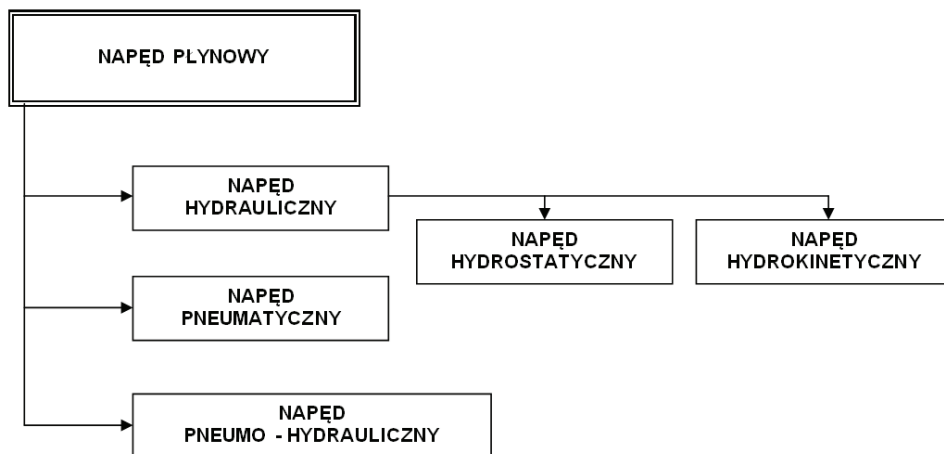 NAPĘD PŁYNOWY
NAPĘD
HYDRAULICZNY
NAPĘD
HYDROSTATYCZNY
NAPĘD
HYDROKINETYCZNY
NAPĘD
PNEUMATYCZNY
NAPĘD
PNEUMO - HYDRAULICZNY